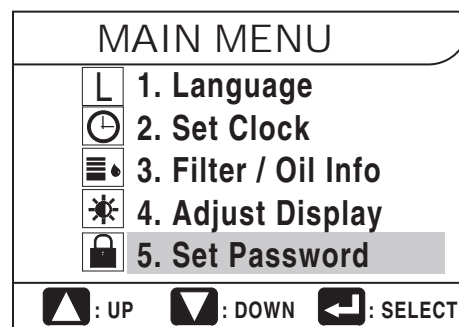 MAIN MENU
L 1. Language
2. Set Clock
3. Filter / Oil Info
4. Adjust Display
5. Set Password
: UP : DOWN : SELECT